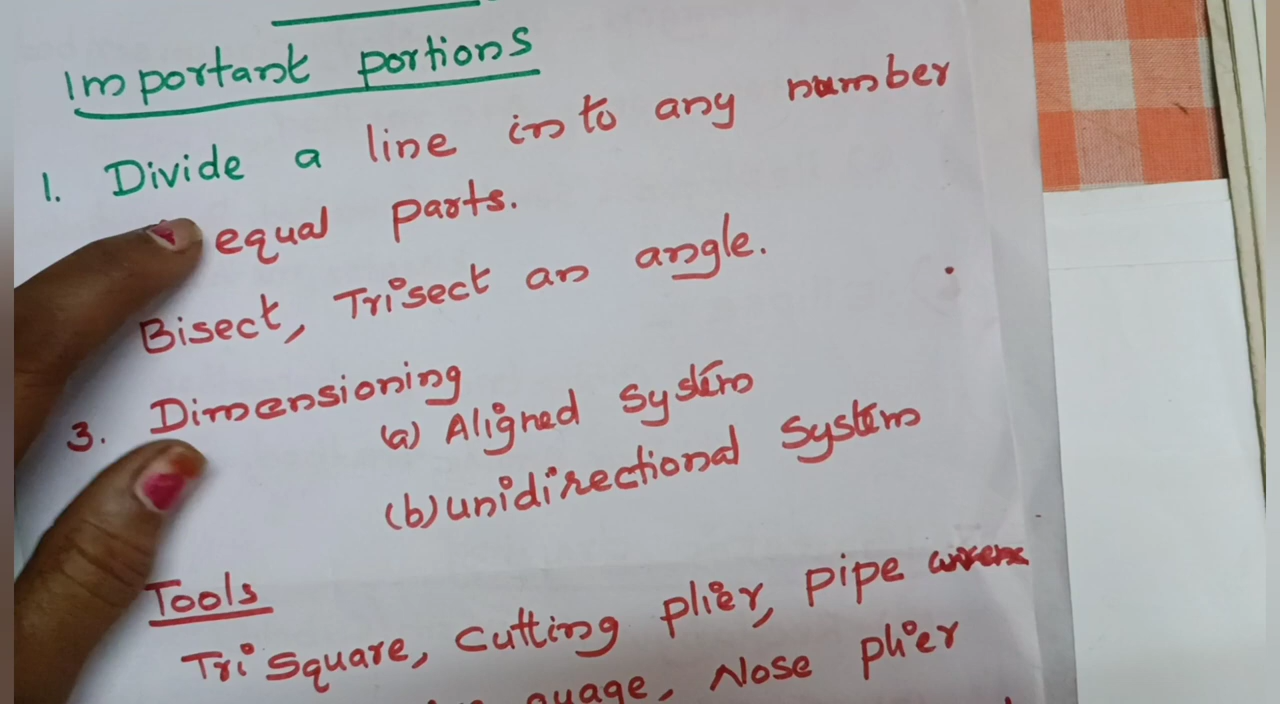 Important portions
1. Divide a line into any number
equal parts.
Bisect, Trisect an angle.
3. Dimensioning
(a) Aligned system
(b) unidirectional system
Tools
Tri Square, Cutting plier, pipe
guage, Nose plier